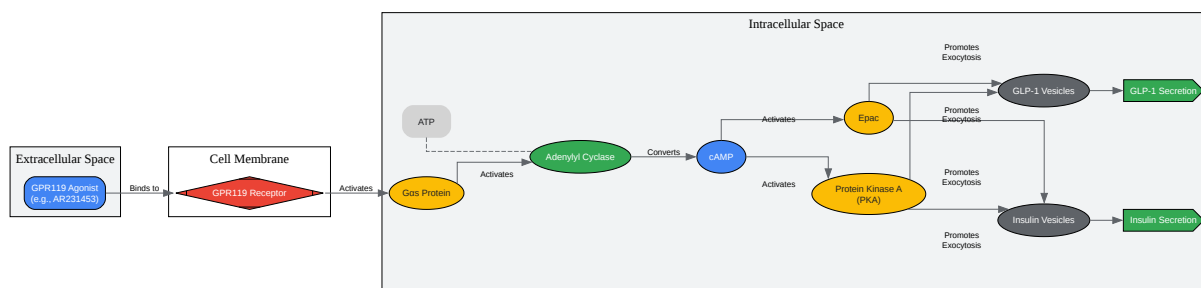 Intracellular Space
Extracellular Space
GPR119 Agonist
(e.g., AR231453)
Binds to
Cell Membrane
GPR119 Receptor
Activates
ATP
Gαs Protein
Activates
Adenylyl Cyclase
Converts
cAMP
Activates
Activates
Epac
Protein Kinase A
(PKA)
Promotes
Exocytosis
Promotes
Exocytosis
Promotes
Exocytosis
Promotes
Exocytosis
GLP-1 Vesicles
GLP-1 Secretion
Insulin Vesicles
Insulin Secretion